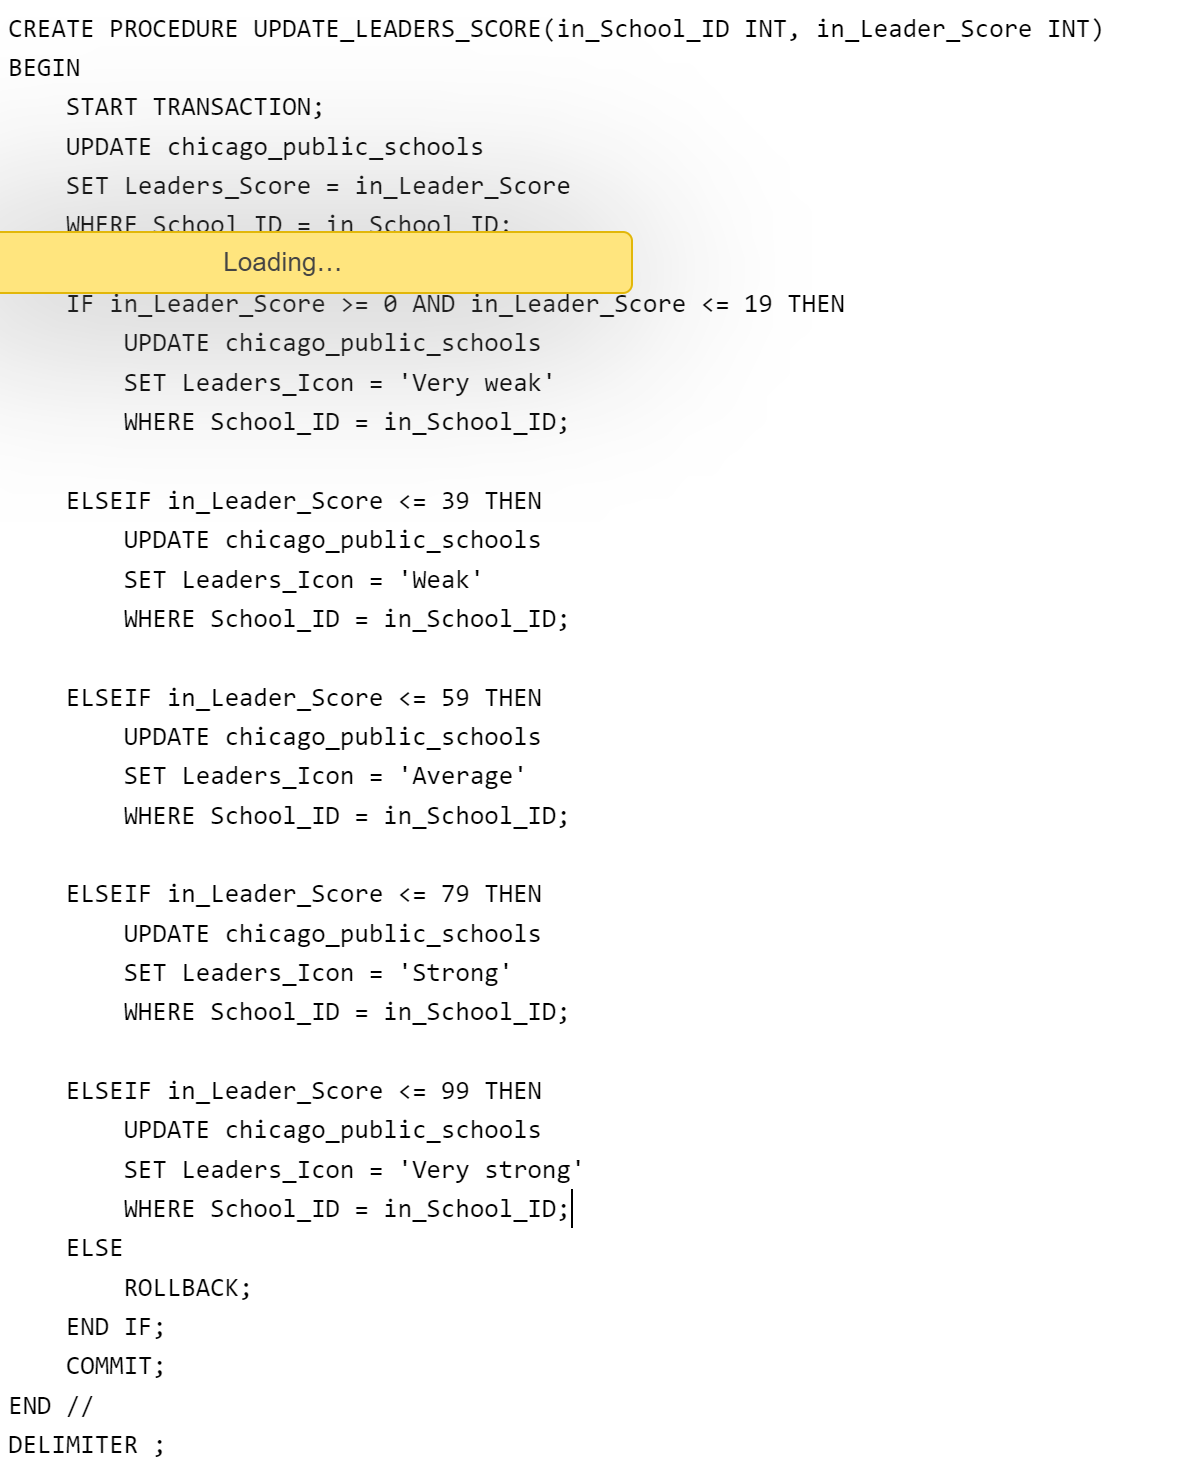 CREATE PROCEDURE UPDATE_LEADERS_SCORE(in_School_ID INT, in_Leader_Score INT)
BEGIN
    START TRANSACTION;
    UPDATE chicago_public_schools
    SET Leaders_Score = in_Leader_Score
    WHERE School_ID = in_School_ID;
Loading...
    IF in_Leader_Score >= 0 AND in_Leader_Score <= 19 THEN
        UPDATE chicago_public_schools
        SET Leaders_Icon = 'Very weak'
        WHERE School_ID = in_School_ID;
    ELSEIF in_Leader_Score <= 39 THEN
        UPDATE chicago_public_schools
        SET Leaders_Icon = 'Weak'
        WHERE School_ID = in_School_ID;
    ELSEIF in_Leader_Score <= 59 THEN
        UPDATE chicago_public_schools
        SET Leaders_Icon = 'Average'
        WHERE School_ID = in_School_ID;
    ELSEIF in_Leader_Score <= 79 THEN
        UPDATE chicago_public_schools
        SET Leaders_Icon = 'Strong'
        WHERE School_ID = in_School_ID;
    ELSEIF in_Leader_Score <= 99 THEN
        UPDATE chicago_public_schools
        SET Leaders_Icon = 'Very strong'
        WHERE School_ID = in_School_ID;
    ELSE
        ROLLBACK;
    END IF;
    COMMIT;
END //
DELIMITER ;